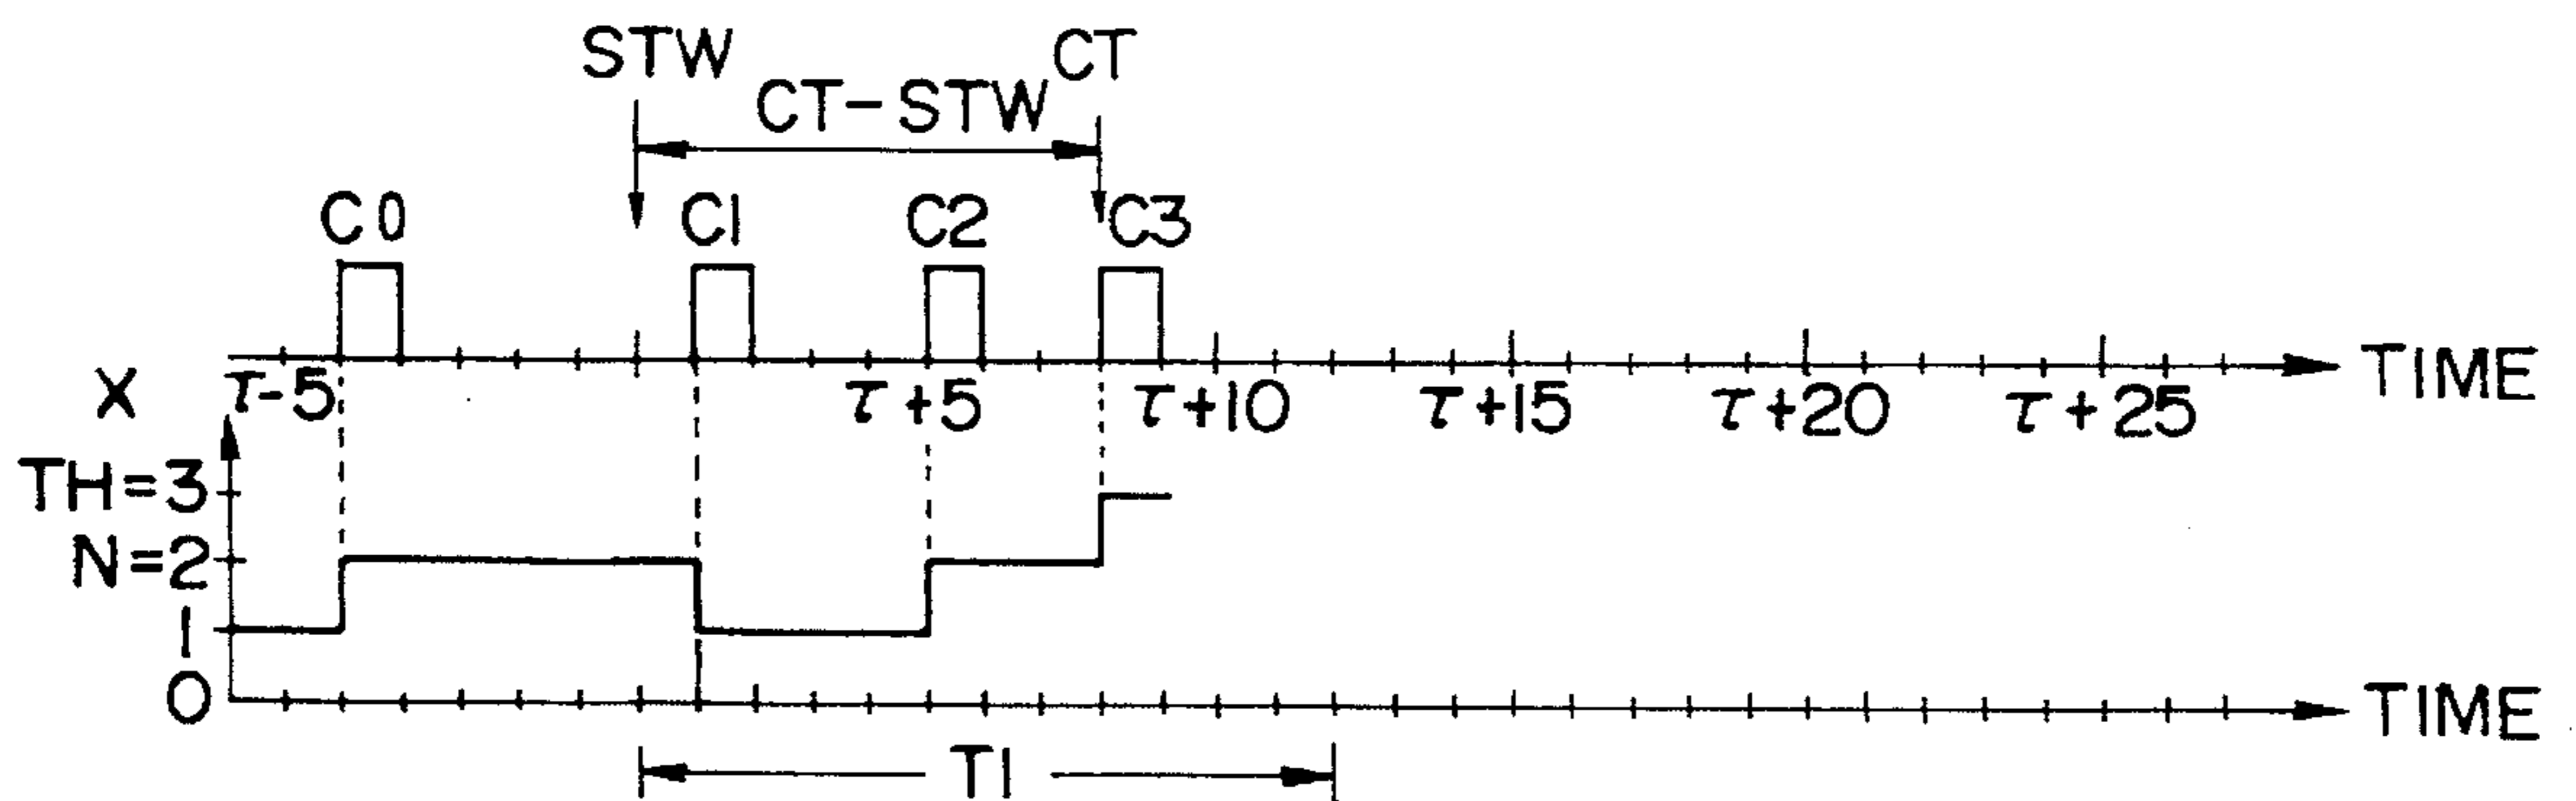 STW CT
CT-STW
C0 C1 C2 C3
TIME
X τ-5 τ+5 τ+10 τ+15 τ+20 τ+25
TH=3
N=2
1
0
TIME
T1